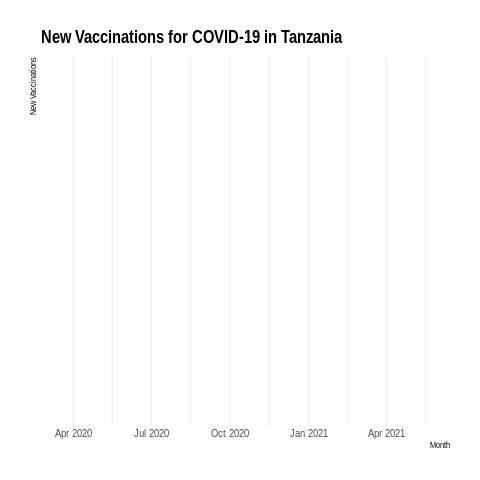 New Vaccinations for COVID-19 in Tanzania
New Vaccinations
Apr 2020 Jul 2020 Oct 2020 Jan 2021 Apr 2021
Month